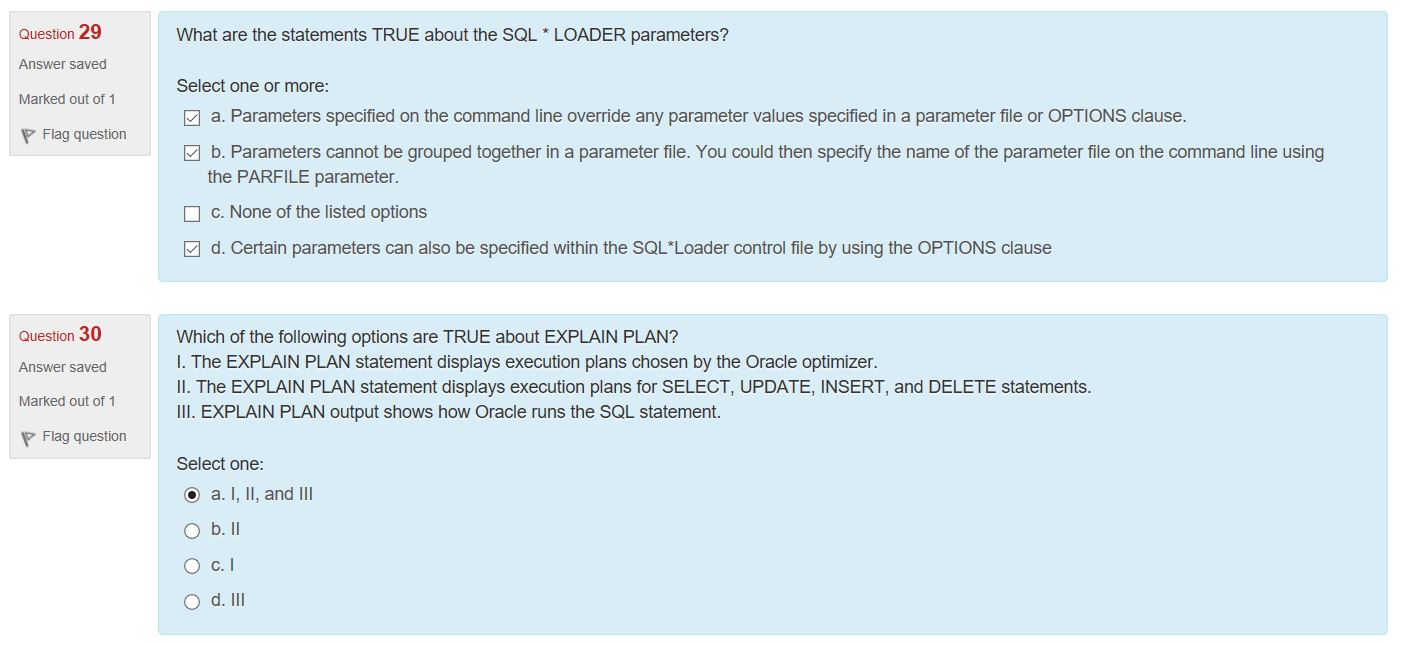 Question 29
Answer saved
Marked out of 1
Flag question
What are the statements TRUE about the SQL * LOADER parameters?
Select one or more:
a. Parameters specified on the command line override any parameter values specified in a parameter file or OPTIONS clause.
b. Parameters cannot be grouped together in a parameter file. You could then specify the name of the parameter file on the command line using
the PARFILE parameter.
c. None of the listed options
d. Certain parameters can also be specified within the SQL*Loader control file by using the OPTIONS clause
Question 30
Answer saved
Marked out of 1
Flag question
Which of the following options are TRUE about EXPLAIN PLAN?
I. The EXPLAIN PLAN statement displays execution plans chosen by the Oracle optimizer.
II. The EXPLAIN PLAN statement displays execution plans for SELECT, UPDATE, INSERT, and DELETE statements.
III. EXPLAIN PLAN output shows how Oracle runs the SQL statement.
Select one:
a. I, II, and III
b. II
c. I
d. III